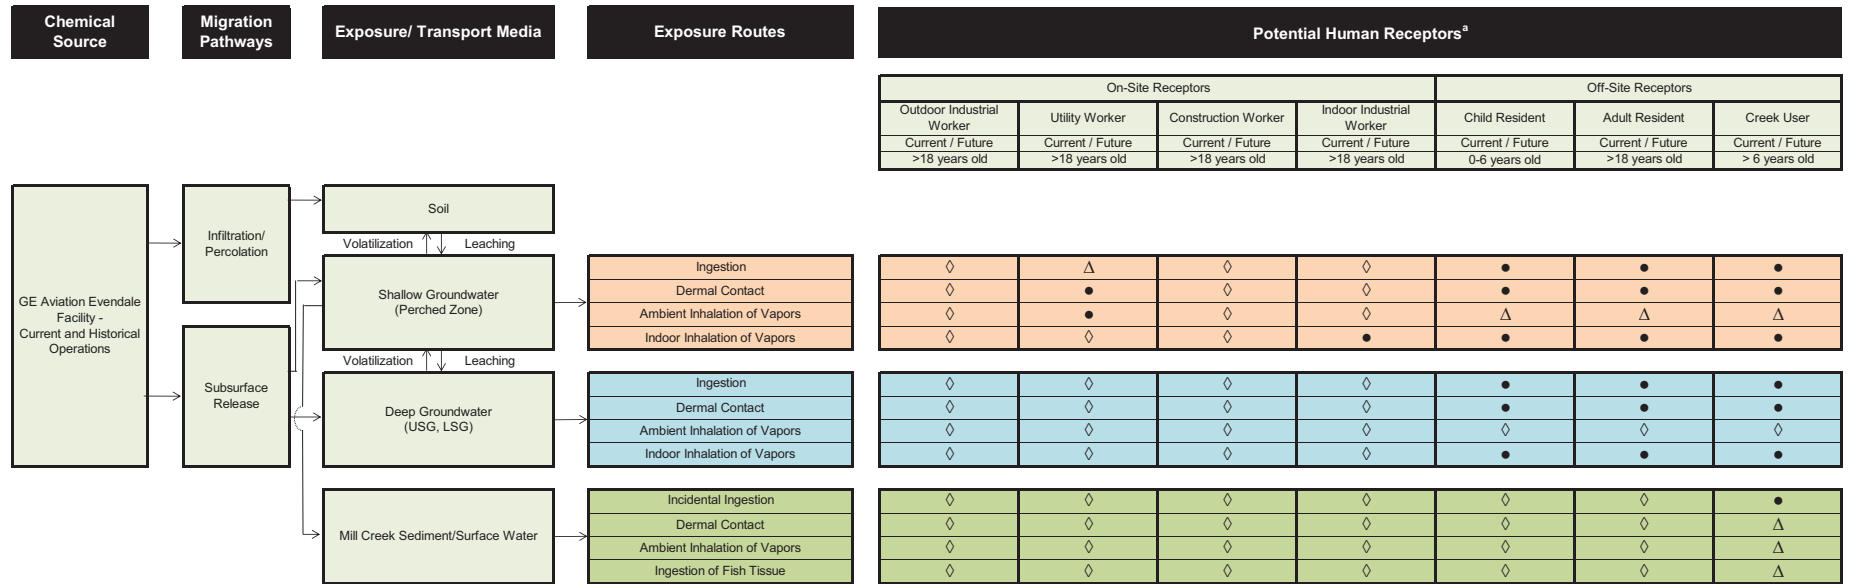 Chemical
Source
Migration
Pathways
Exposure/ Transport Media
Exposure Routes
Potential Human Receptorsª
On-Site Receptors
Off-Site Receptors
Outdoor Industrial
Worker
Utility Worker
Construction Worker
Indoor Industrial
Worker
Child Resident
Adult Resident
Creek User
Current / Future
Current / Future
Current / Future
Current / Future
Current / Future
Current / Future
Current / Future
>18 years old
>18 years old
>18 years old
>18 years old
0-6 years old
>18 years old
> 6 years old
GE Aviation Evendale
Facility -
Current and Historical
Operations
Infiltration/
Percolation
Subsurface
Release
Soil
Volatilization
Leaching
Shallow Groundwater
(Perched Zone)
Volatilization
Leaching
Deep Groundwater
(USG, LSG)
Mill Creek Sediment/Surface Water
Ingestion ◊ Δ ◊ ◊ ● ● ●
Dermal Contact ◊ ● ◊ ◊ ● ● ●
Ambient Inhalation of Vapors ◊ ● ◊ ◊ Δ Δ Δ
Indoor Inhalation of Vapors ◊ ◊ ◊ ● ● ● ●
Ingestion ◊ ◊ ◊ ◊ ● ● ●
Dermal Contact ◊ ◊ ◊ ◊ ● ● ●
Ambient Inhalation of Vapors ◊ ◊ ◊ ◊ ◊ ◊ ◊
Indoor Inhalation of Vapors ◊ ◊ ◊ ◊ ● ● ●
Incidental Ingestion ◊ ◊ ◊ ◊ ◊ ◊ ●
Dermal Contact ◊ ◊ ◊ ◊ ◊ ◊ Δ
Ambient Inhalation of Vapors ◊ ◊ ◊ ◊ ◊ ◊ Δ
Ingestion of Fish Tissue ◊ ◊ ◊ ◊ ◊ ◊ Δ